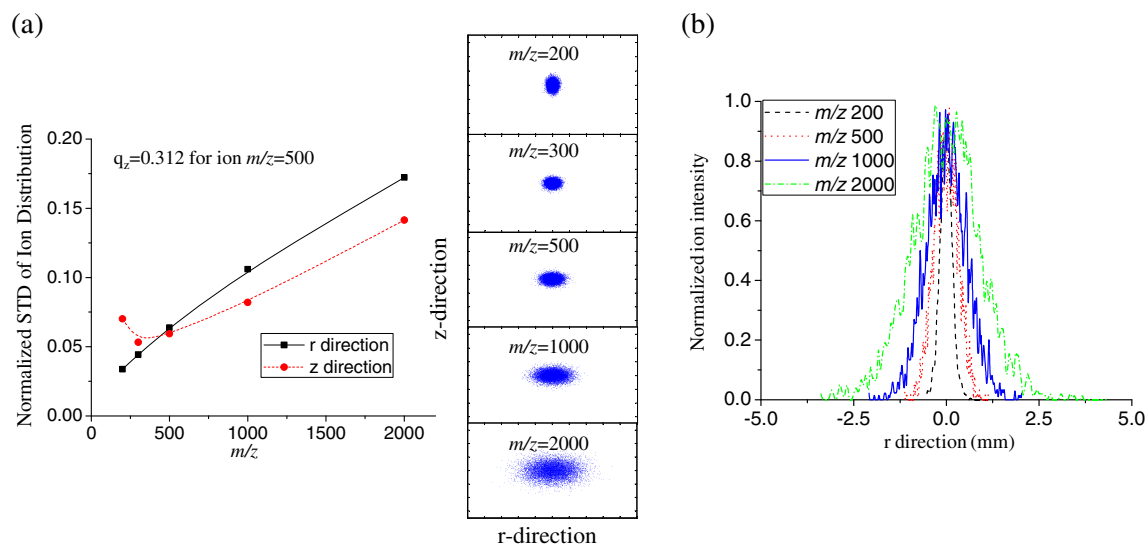 (a)
Normalized STD of Ion Distribution
0.20
0.15
0.10
0.05
0.00
q_z=0.312 for ion m/z=500
r direction
z direction
0
500
1000
1500
2000
m/z
z-direction
m/z=200
m/z=300
m/z=500
m/z=1000
m/z=2000
r-direction
(b)
Normalized ion intensity
1.0
0.8
0.6
0.4
0.2
0.0
m/z 200
m/z 500
m/z 1000
m/z 2000
-5.0
-2.5
0.0
2.5
5.0
r direction (mm)